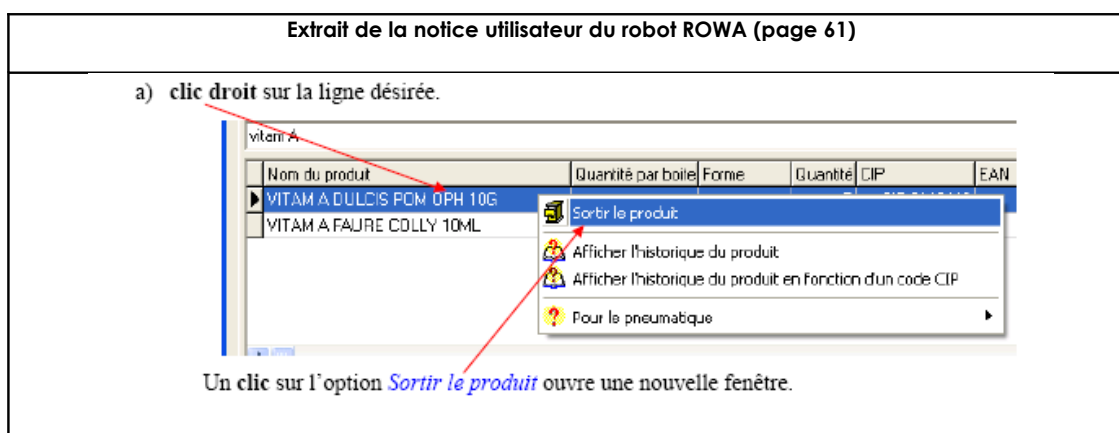 Extrait de la notice utilisateur du robot ROWA (page 61)
a) clic droit sur la ligne désirée.
vitam A
Nom du produit Quantité par boite Forme Quantité CIP EAN
VITAM A DULCIS POM OPH 10G
Sortir le produit
VITAM A FAURE COLLY 10ML
Afficher l'historique du produit
Afficher l'historique du produit en fonction d'un code CIP
Pour le pneumatique
Un clic sur l'option Sortir le produit ouvre une nouvelle fenêtre.